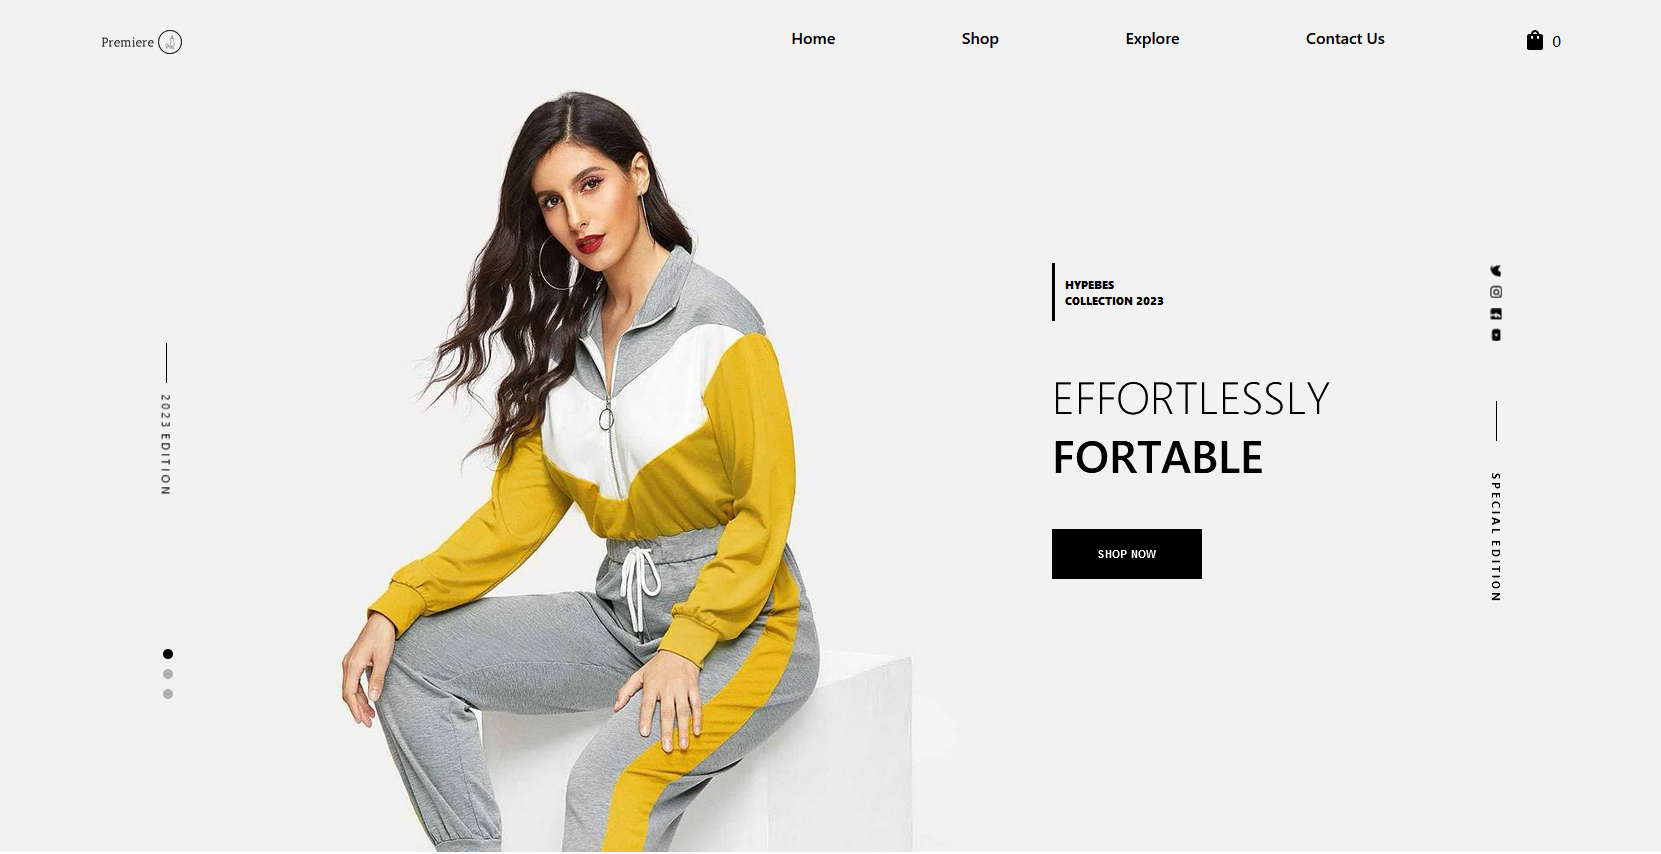 Premiere
Home
Shop
Explore
Contact Us
0
HYPEBES
COLLECTION 2023
EFFORTLESSLY
FORTABLE
SHOP NOW
2023 EDITION
SPECIAL EDITION